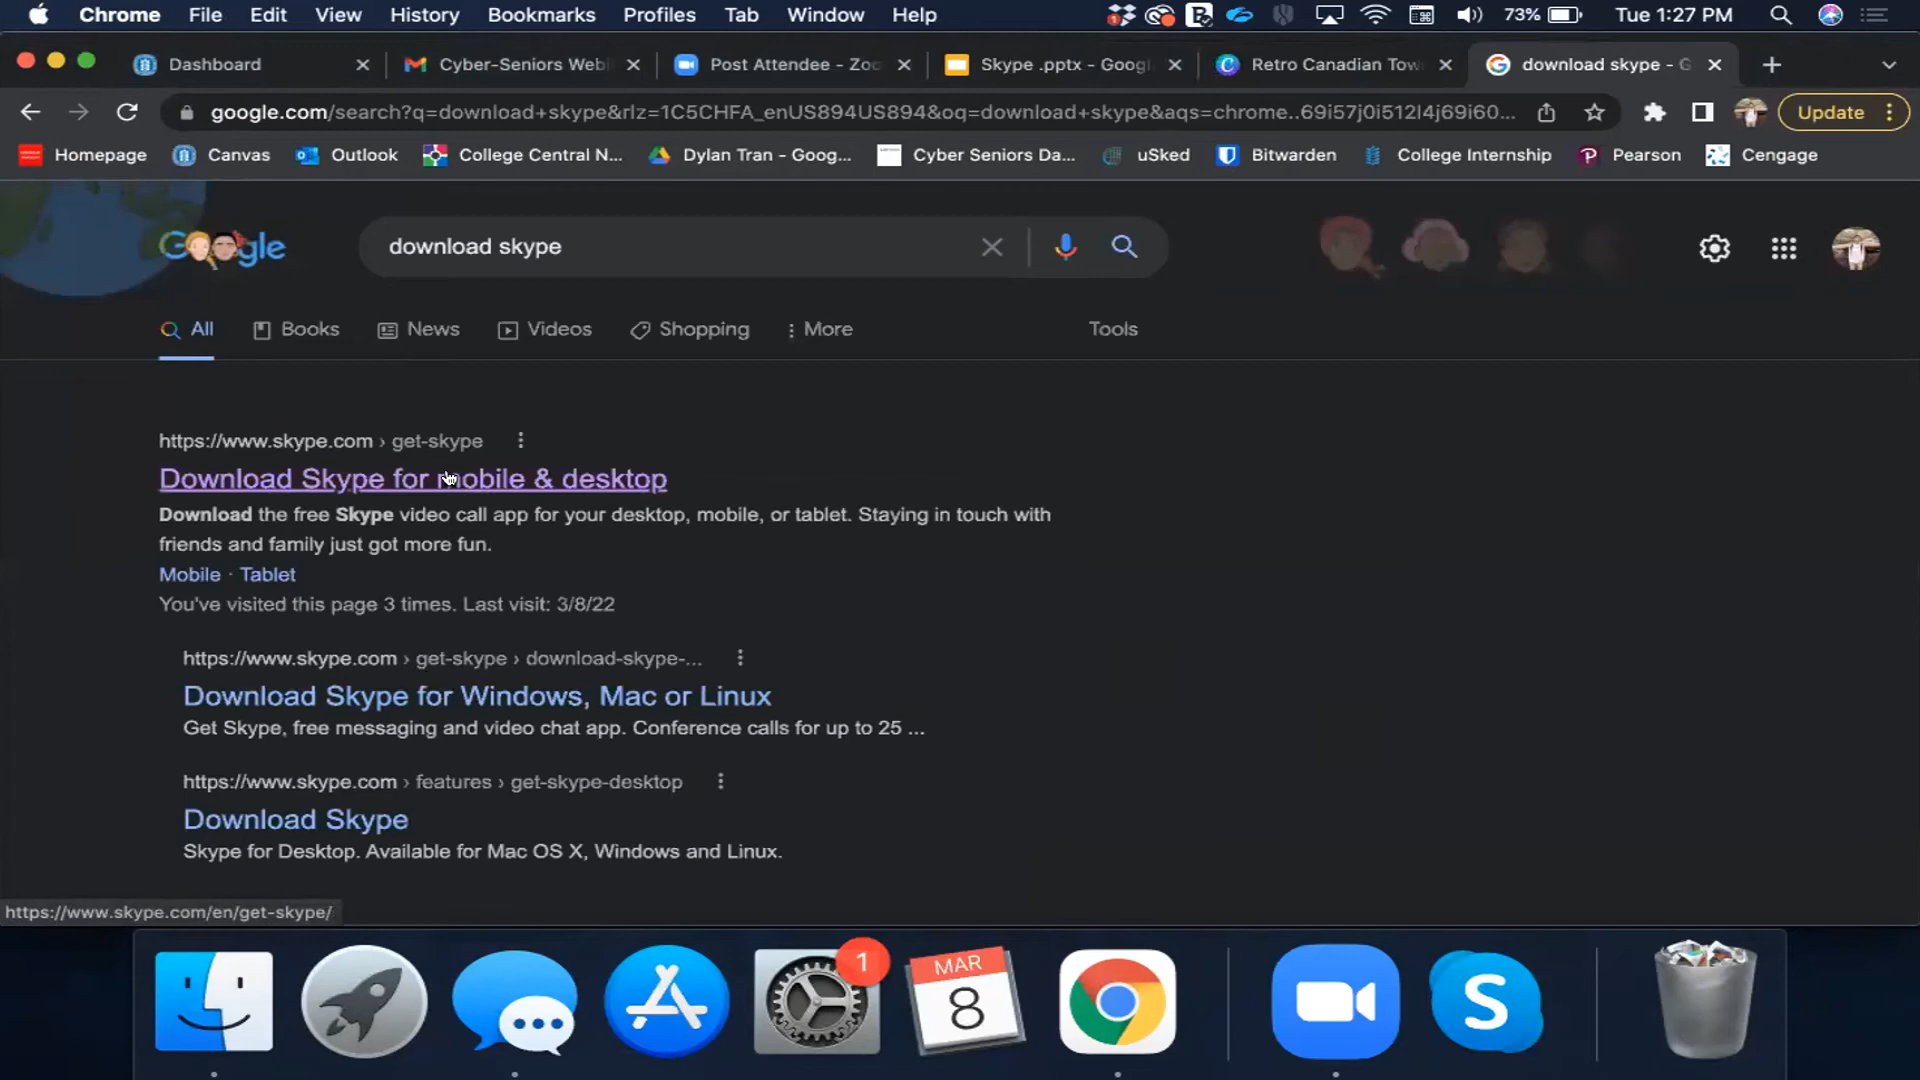 Chrome File Edit View History Bookmarks Profiles Tab Window Help 73% Tue 1:27 PM
Dashboard Cyber-Seniors Web Post Attendee - Zoo Skype .pptx - Googl Retro Canadian Tow download skype - G
google.com/search?q=download+skype&rlz=1C5CHFA_enUS894US894&oq=download+skype&aqs=chrome..69i57j0i512l4j69i60... Update
Homepage Canvas Outlook College Central N... Dylan Tran - Goog... Cyber Seniors Da... uSked Bitwarden College Internship Pearson Cengage
Google download skype
All Books News Videos Shopping More Tools
https://www.skype.com › get-skype
Download Skype for mobile & desktop
Download the free Skype video call app for your desktop, mobile, or tablet. Staying in touch with
friends and family just got more fun.
Mobile · Tablet
You've visited this page 3 times. Last visit: 3/8/22
https://www.skype.com › get-skype › download-skype-...
Download Skype for Windows, Mac or Linux
Get Skype, free messaging and video chat app. Conference calls for up to 25 ...
https://www.skype.com › features › get-skype-desktop
Download Skype
Skype for Desktop. Available for Mac OS X, Windows and Linux.
https://www.skype.com/en/get-skype/
1 MAR
8 S